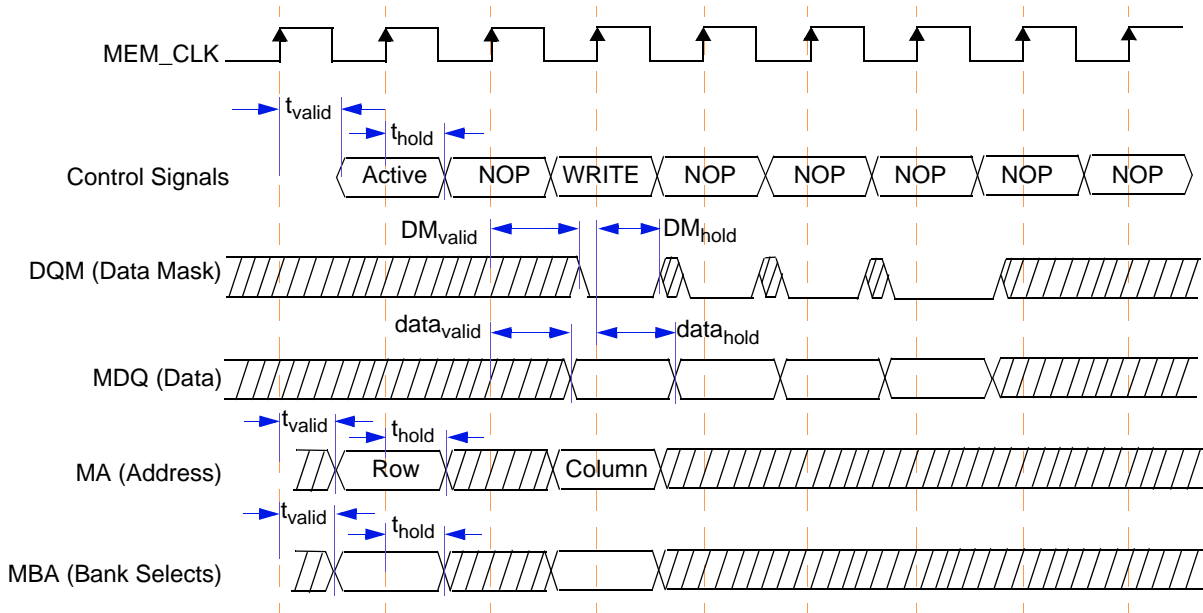 MEM_CLK
tvalid
thold
Control Signals
Active NOP WRITE NOP NOP NOP NOP NOP
DMvalid DMhold
DQM (Data Mask)
datavalid datahold
MDQ (Data)
tvalid thold
MA (Address) Row Column
tvalid thold
MBA (Bank Selects)